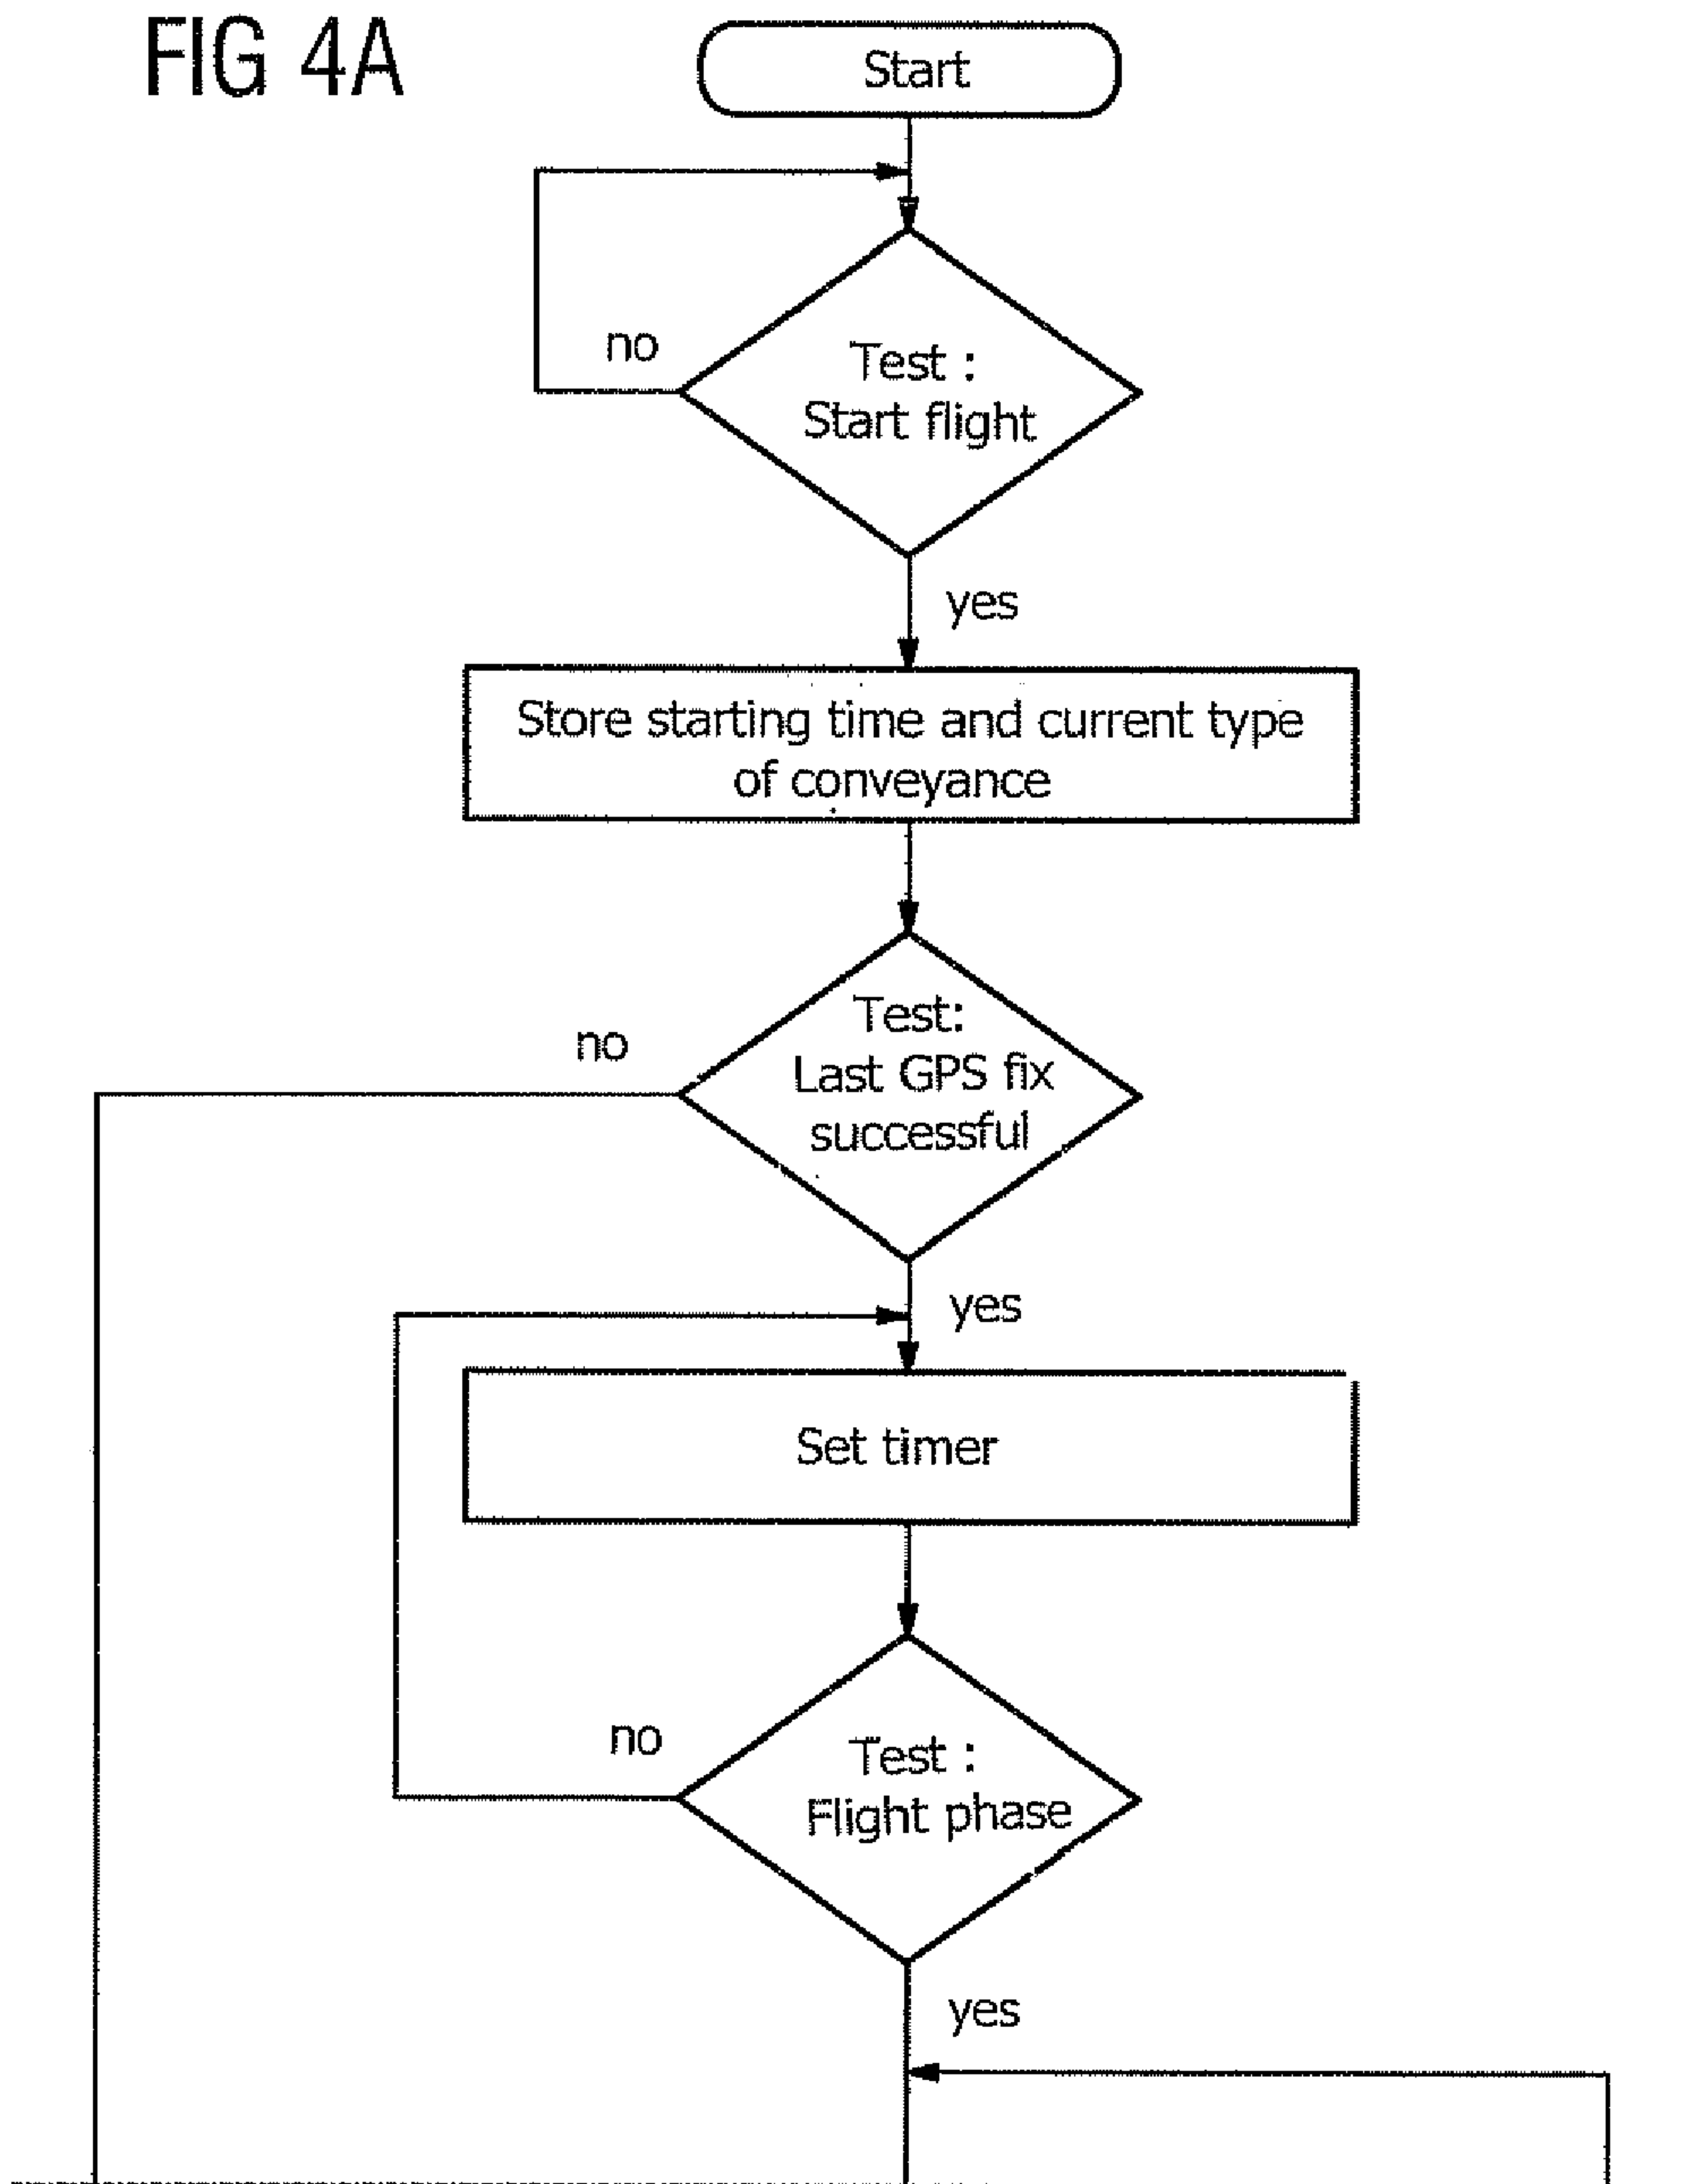 FIG 4A
Start
no
Test :
Start flight
yes
Store starting time and current type
of conveyance
no
Test:
Last GPS fix
successful
yes
Set timer
no
Test :
Flight phase
yes